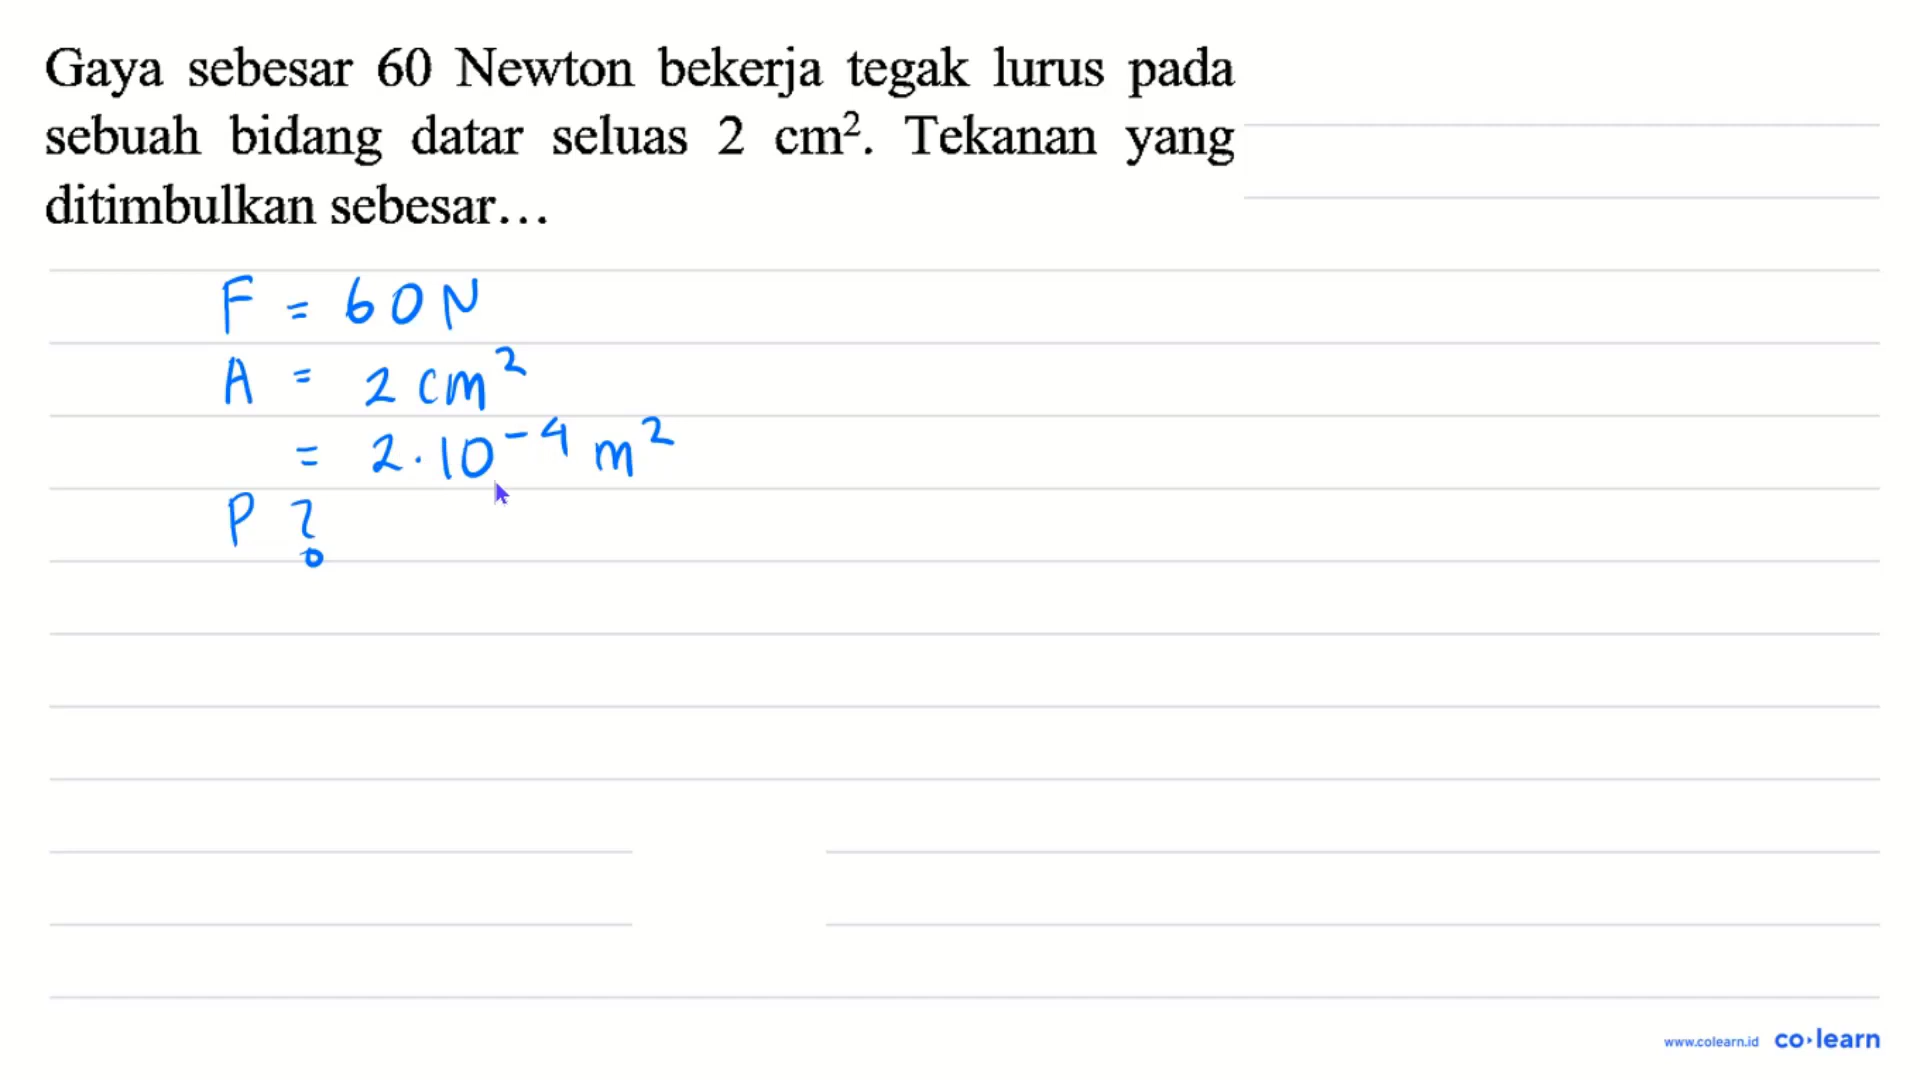 Gaya sebesar 60 Newton bekerja tegak lurus pada
sebuah bidang datar seluas 2 cm². Tekanan yang
ditimbulkan sebesar...
F = 60 N
A = 2 cm²
= 2·10⁻⁴ m²
P ?
www.colearn.id co learn